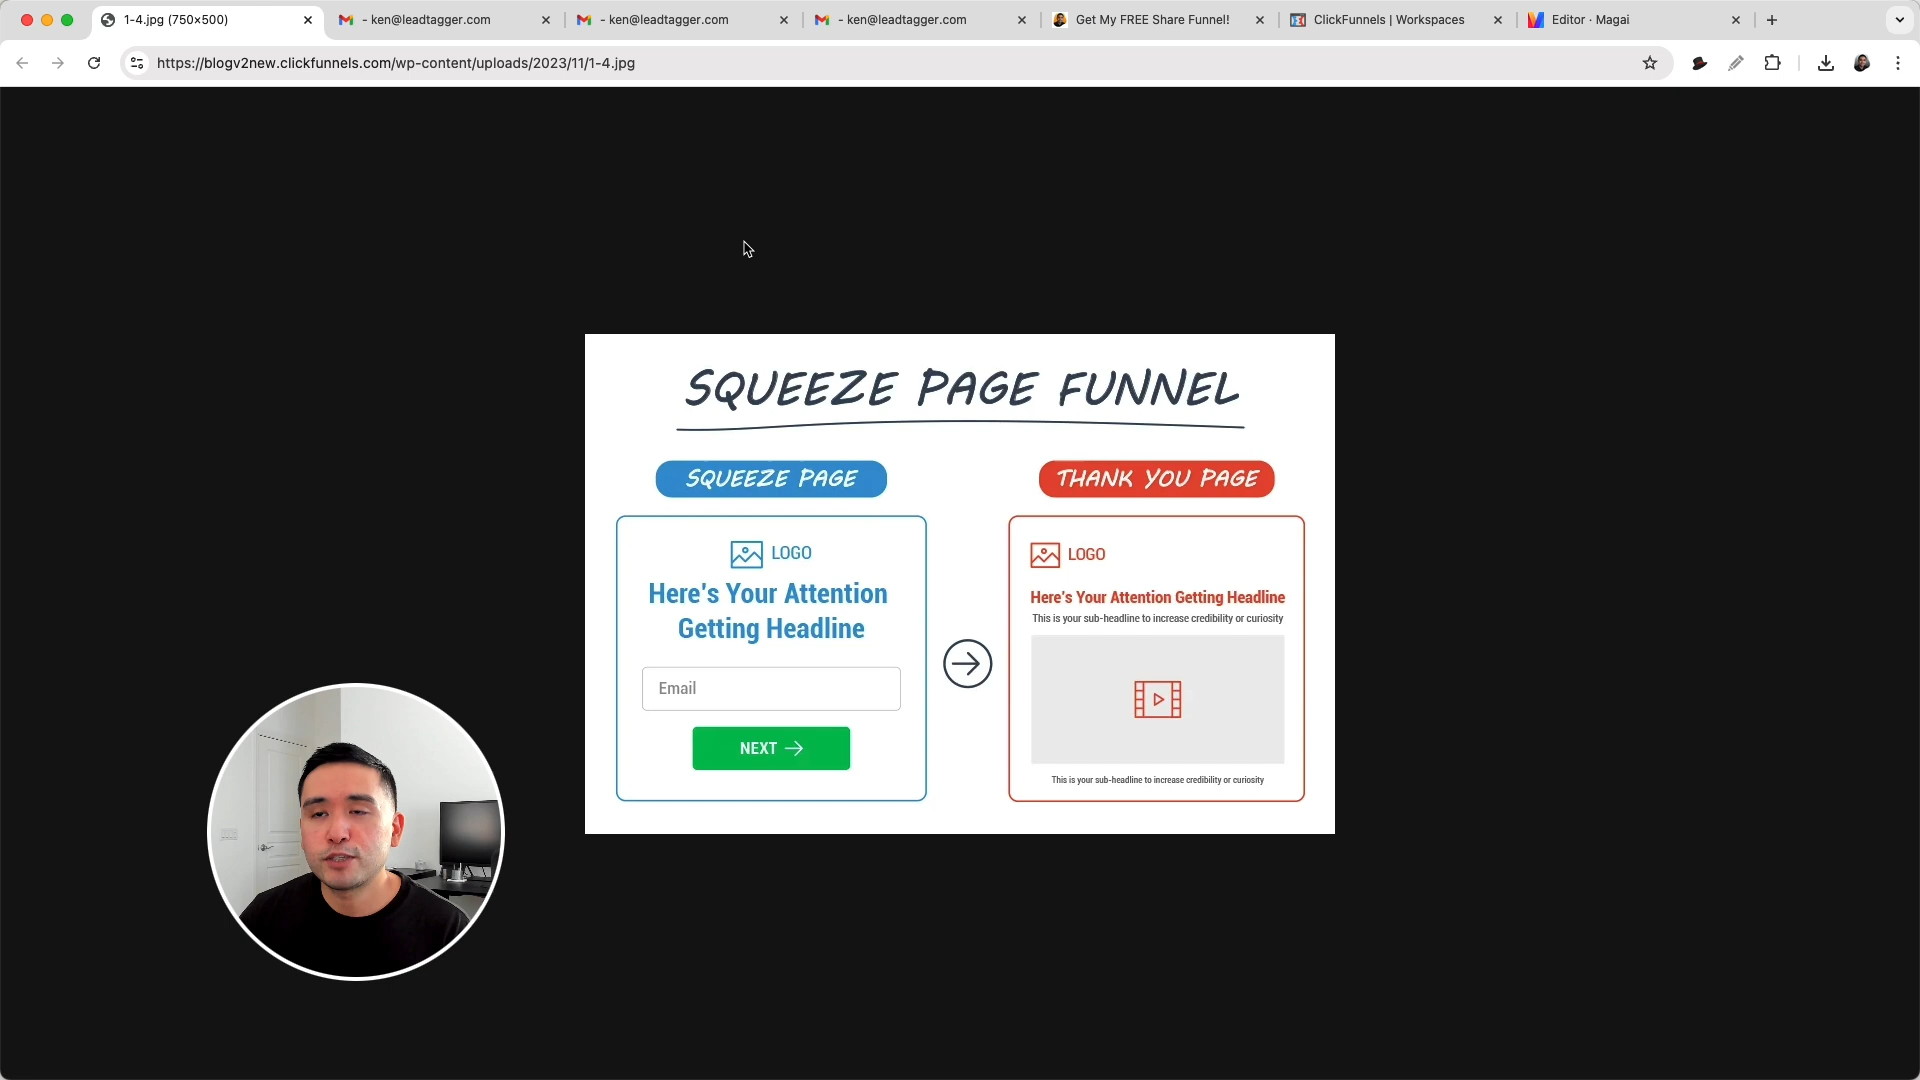 1-4.jpg (750×500)
- ken@leadtagger.com
- ken@leadtagger.com
- ken@leadtagger.com
Get My FREE Share Funnel!
ClickFunnels | Workspaces
Editor · Magai
https://blogv2new.clickfunnels.com/wp-content/uploads/2023/11/1-4.jpg
SQUEEZE PAGE FUNNEL
SQUEEZE PAGE
LOGO
Here's Your Attention
Getting Headline
Email
NEXT
THANK YOU PAGE
LOGO
Here's Your Attention Getting Headline
This is your sub-headline to increase credibility or curiosity
This is your sub-headline to increase credibility or curiosity